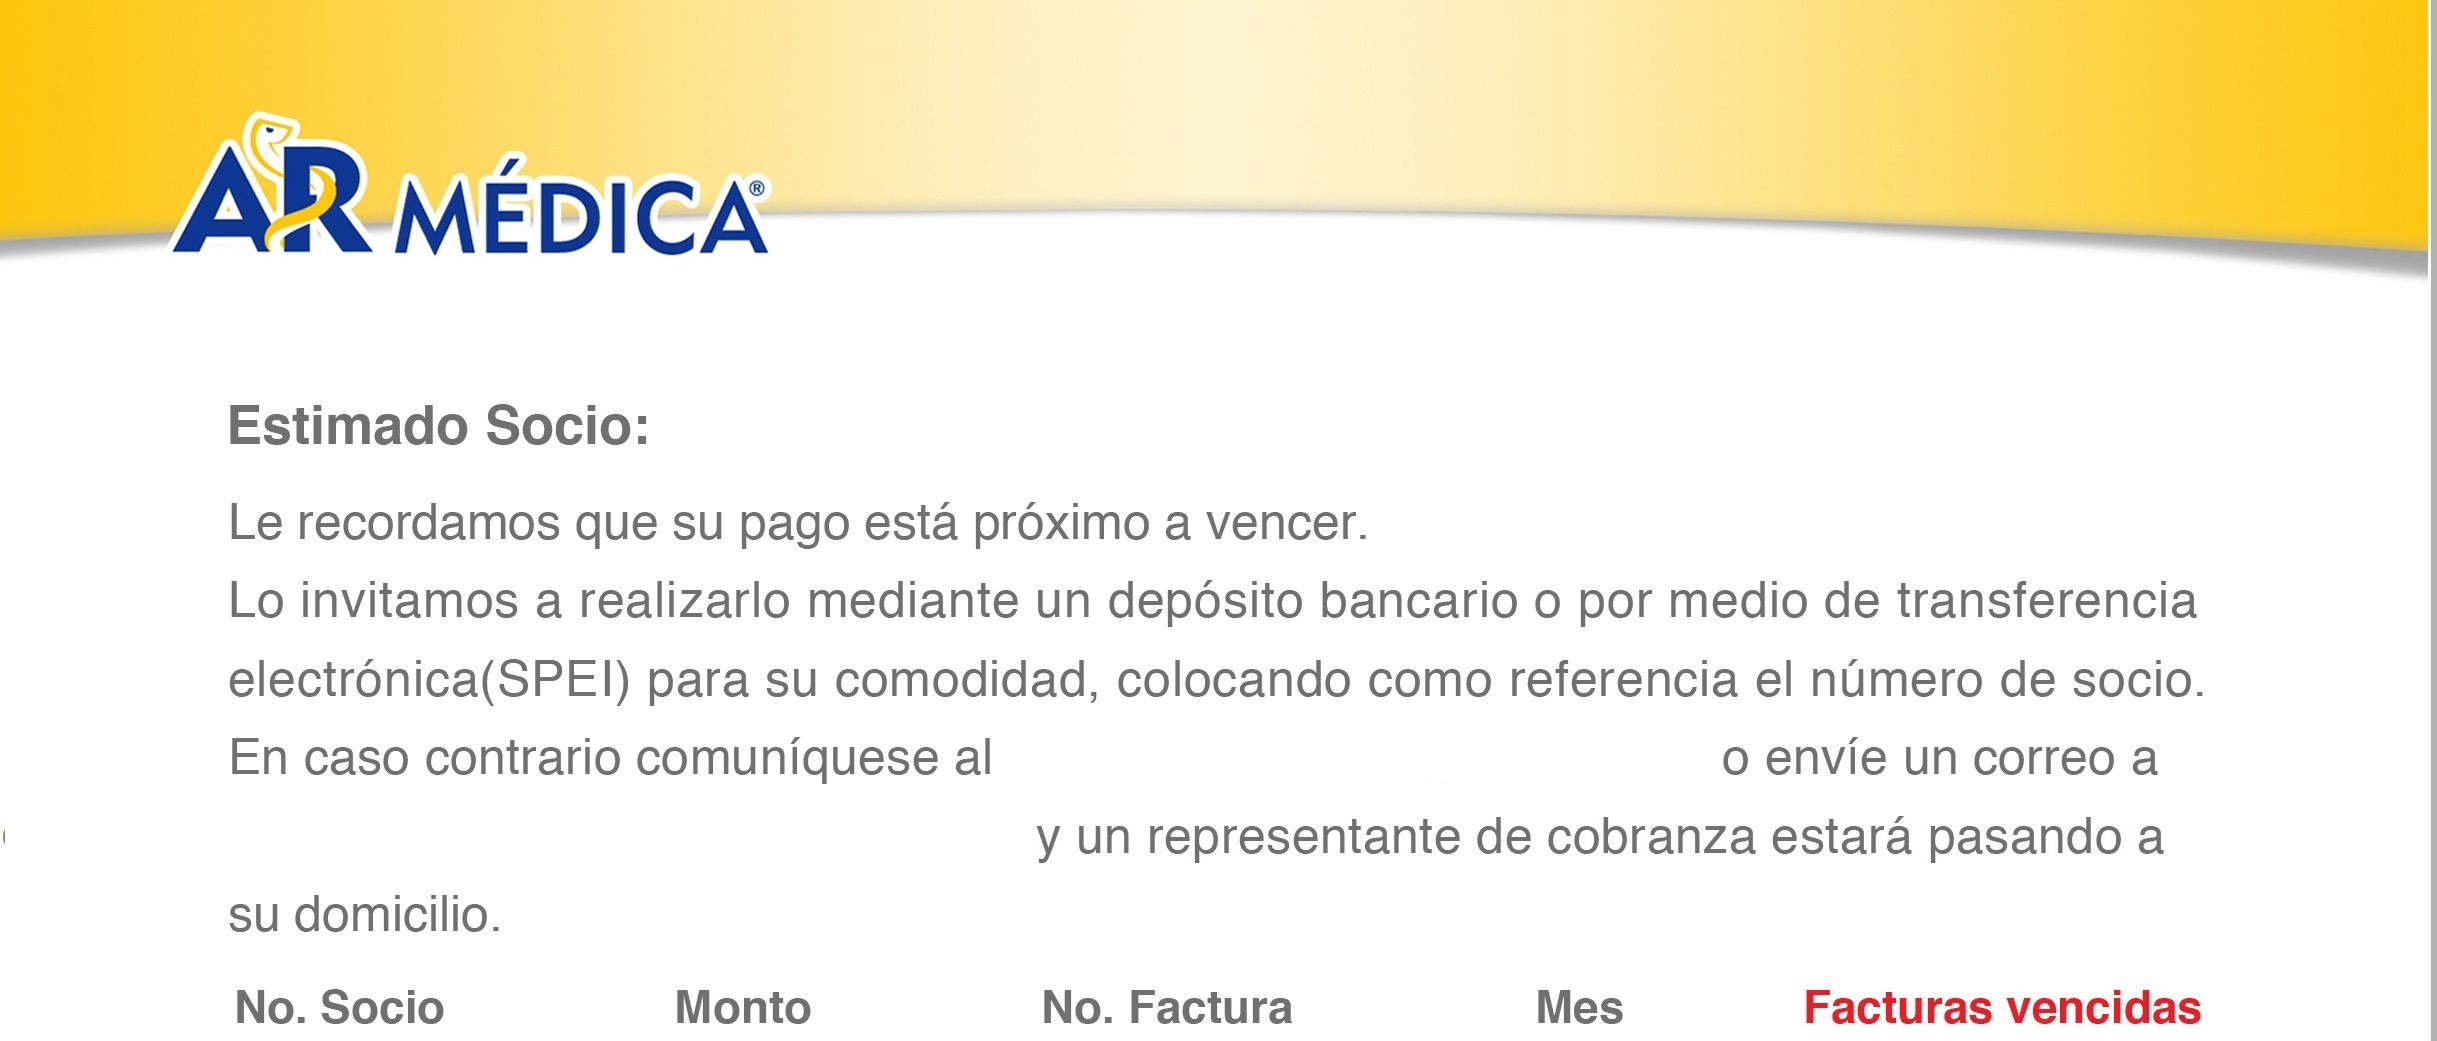 AR MÉDICA®
Estimado Socio:
Le recordamos que su pago está próximo a vencer.
Lo invitamos a realizarlo mediante un depósito bancario o por medio de transferencia
electrónica(SPEI) para su comodidad, colocando como referencia el número de socio.
En caso contrario comuníquese al o envíe un correo a
y un representante de cobranza estará pasando a
su domicilio.
No. Socio Monto No. Factura Mes Facturas vencidas